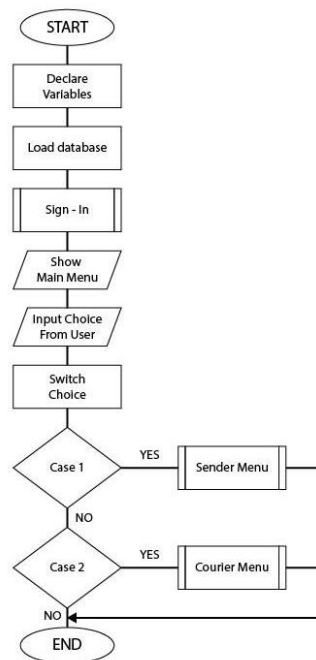 START
Declare
Variables
Load database
Sign - In
Show
Main Menu
Input Choice
From User
Switch
Choice
Case 1
YES
Sender Menu
NO
Case 2
YES
Courier Menu
NO
END